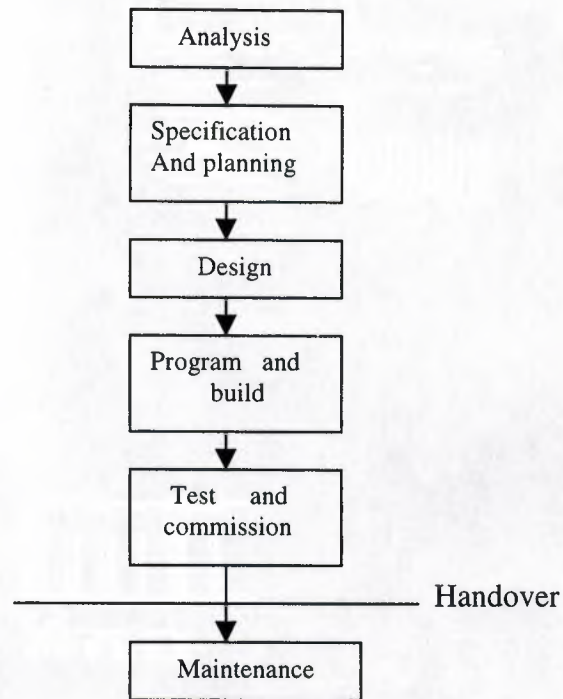 Analysis
Specification
And planning
Design
Program and
build
Test and
commission
Handover
Maintenance